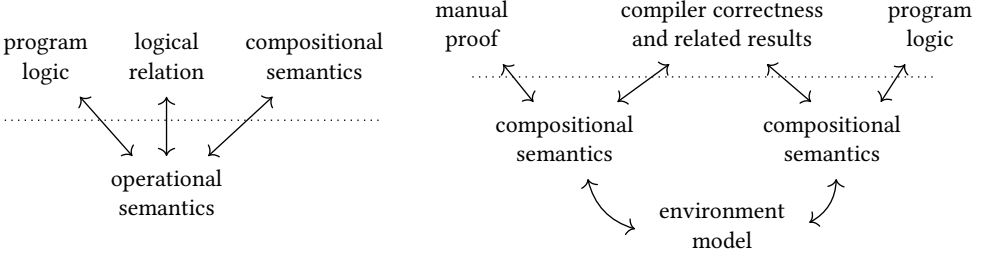 program
logic
logical
relation
compositional
semantics
operational
semantics
manual
proof
compiler correctness
and related results
program
logic
compositional
semantics
compositional
semantics
environment
model